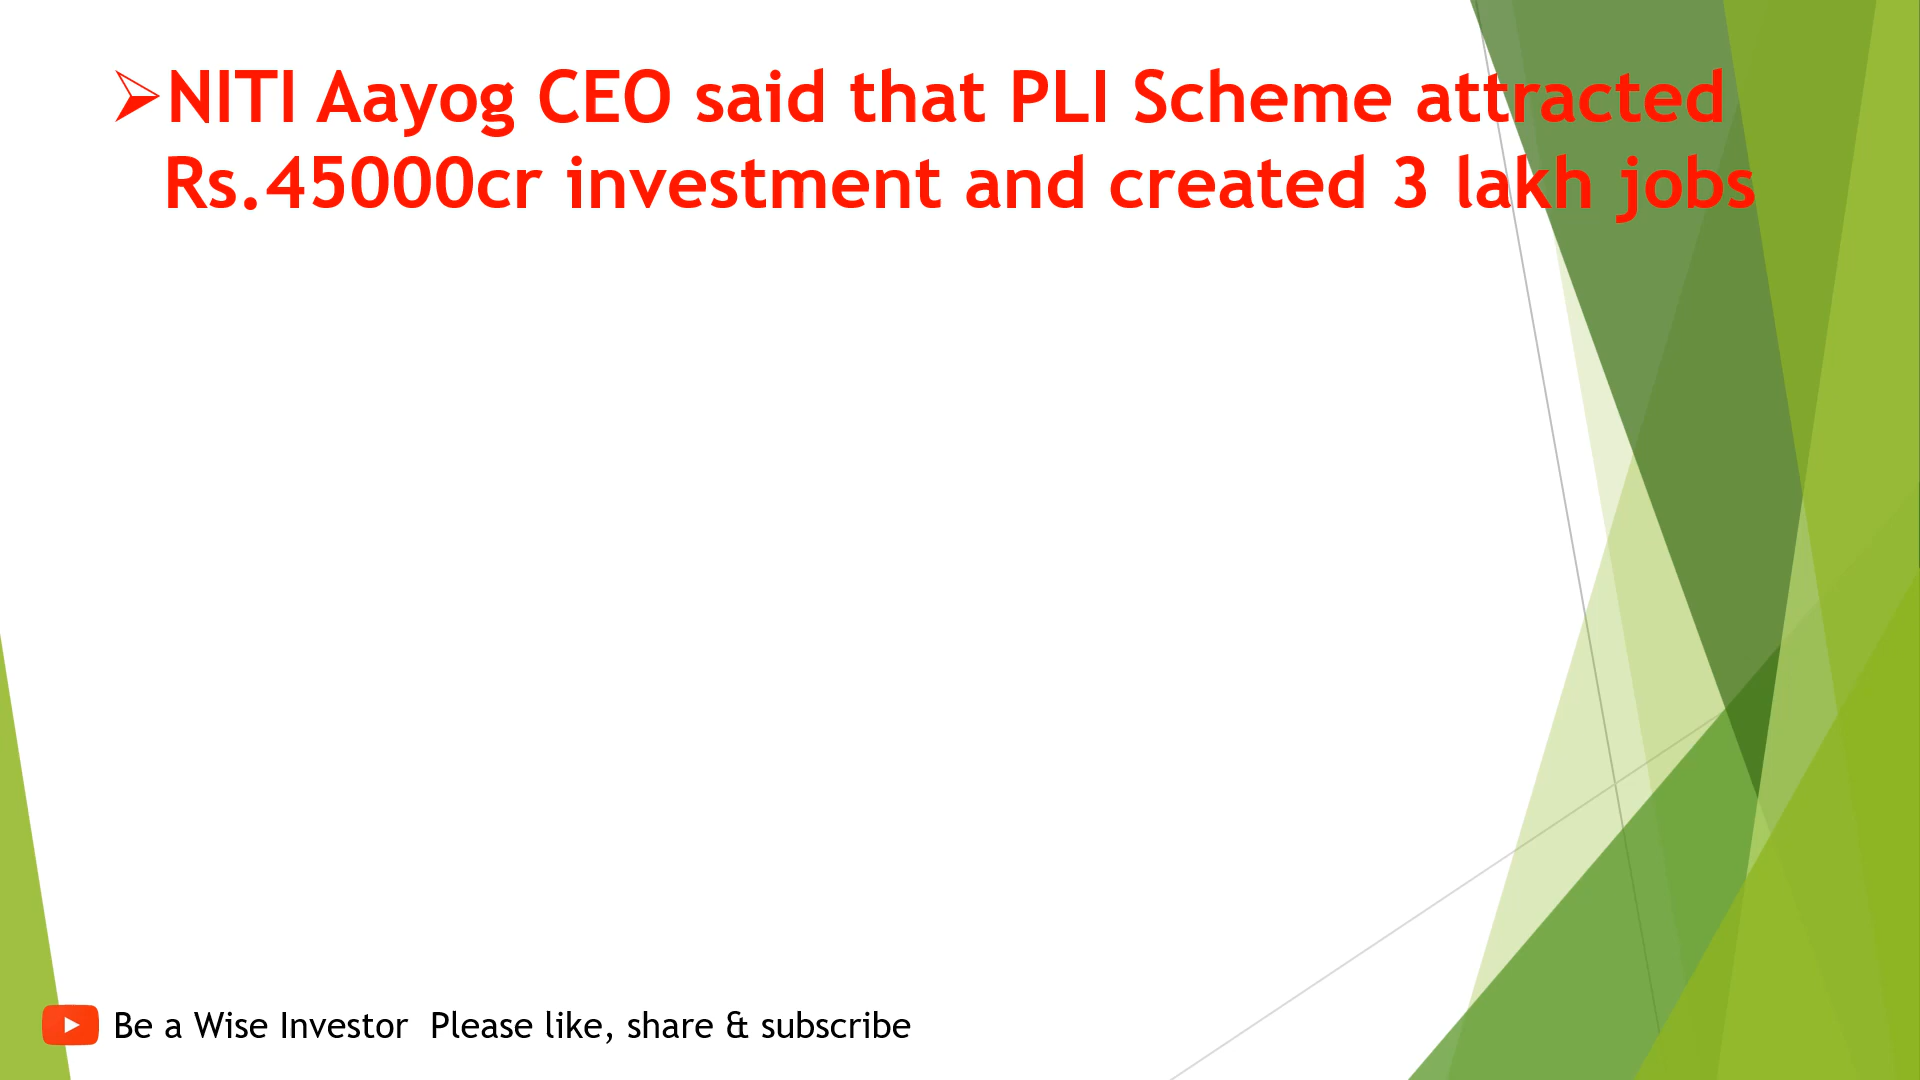 ➢NITI Aayog CEO said that PLI Scheme attracted
Rs.45000cr investment and created 3 lakh jobs
Be a Wise Investor  Please like, share & subscribe